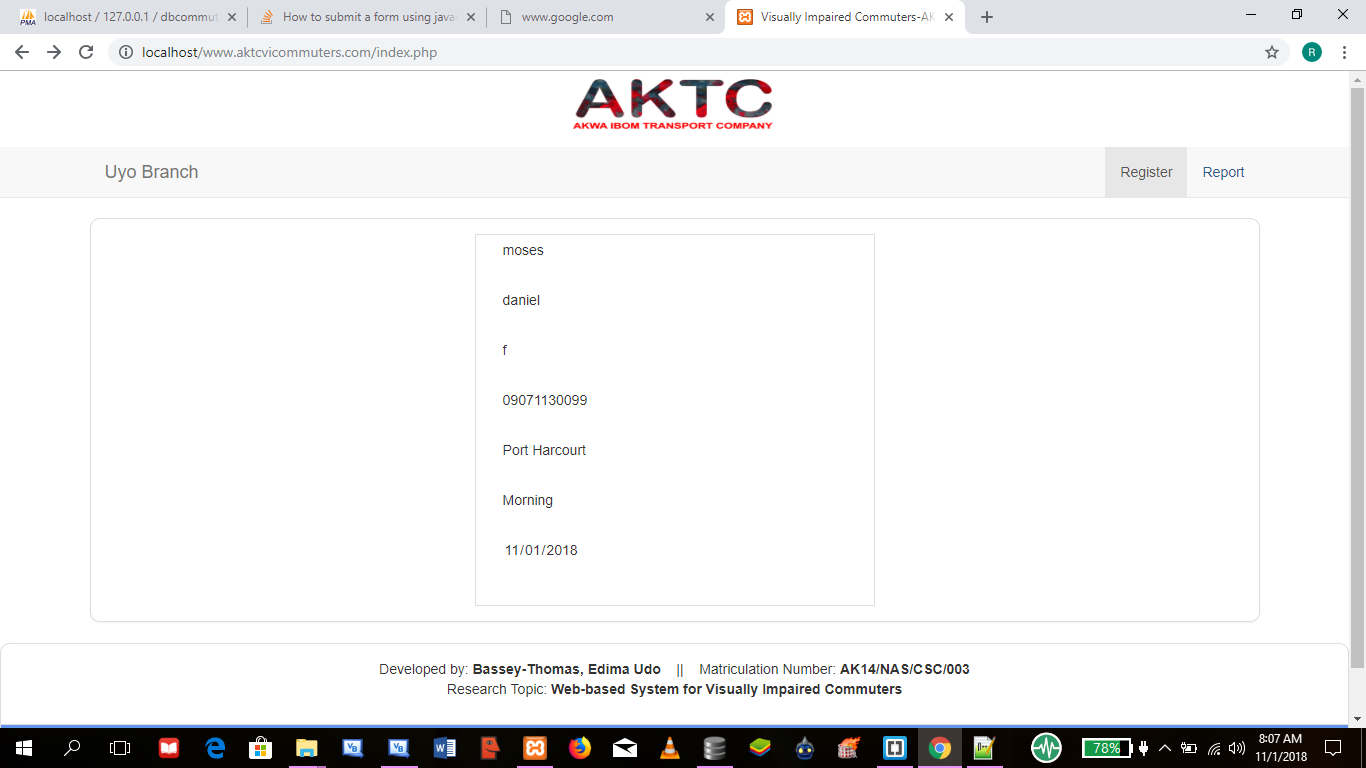 localhost / 127.0.0.1 / dbcommut
How to submit a form using javas
www.google.com
Visually Impaired Commuters-AK
localhost/www.aktcvicommuters.com/index.php
R
AKTC
AKWA IBOM TRANSPORT COMPANY
Uyo Branch
Register
Report
moses
daniel
f
09071130099
Port Harcourt
Morning
11/01/2018
Developed by: Bassey-Thomas, Edima Udo || Matriculation Number: AK14/NAS/CSC/003
Research Topic: Web-based System for Visually Impaired Commuters
78%
8:07 AM
11/1/2018